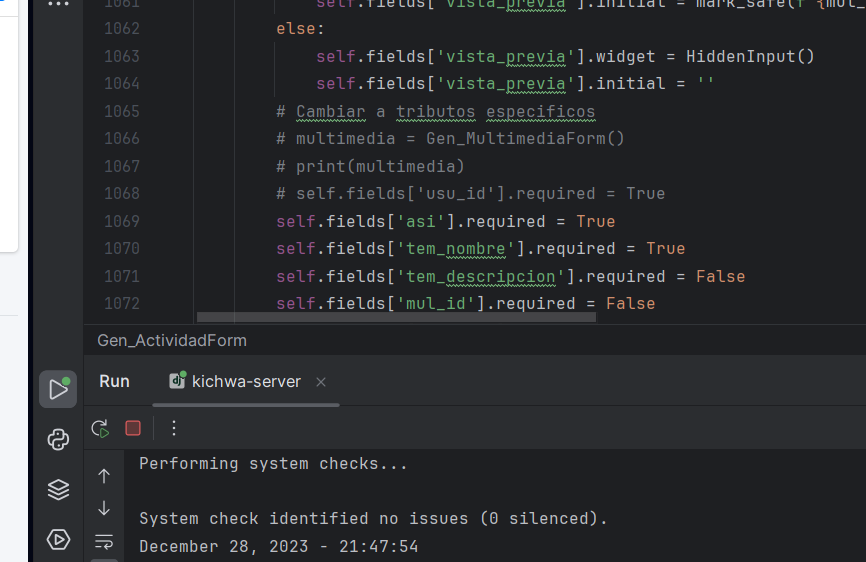 1061 self.fields['vista_previa'].initial = mark_safe(f'{mul_
1062 else:
1063 self.fields['vista_previa'].widget = HiddenInput()
1064 self.fields['vista_previa'].initial = ''
1065 # Cambiar a tributos especificos
1066 # multimedia = Gen_MultimediaForm()
1067 # print(multimedia)
1068 # self.fields['usu_id'].required = True
1069 self.fields['asi'].required = True
1070 self.fields['tem_nombre'].required = True
1071 self.fields['tem_descripcion'].required = False
1072 self.fields['mul_id'].required = False
Gen_ActividadForm
Run
dj kichwa-server
Performing system checks...
System check identified no issues (0 silenced).
December 28, 2023 - 21:47:54